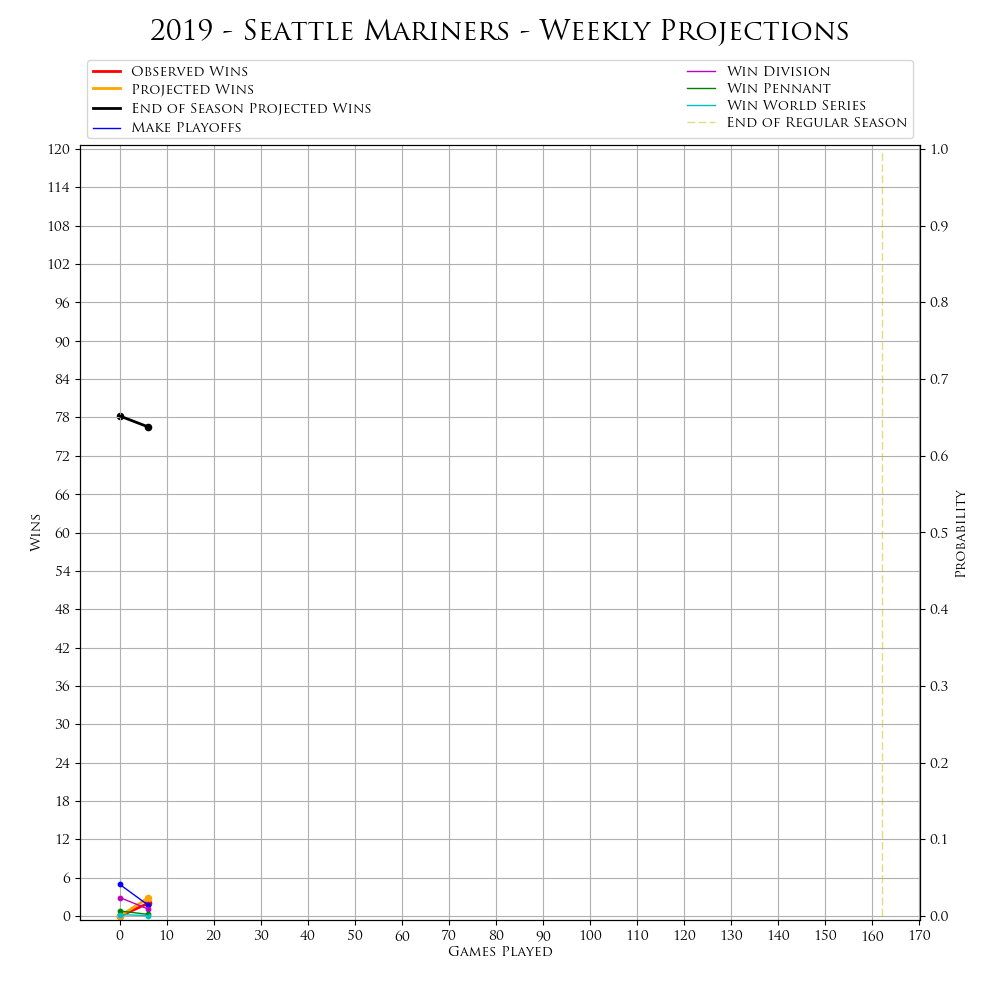 2019 - Seattle Mariners - Weekly Projections
Observed Wins
Projected Wins
End of Season Projected Wins
Make Playoffs
Win Division
Win Pennant
Win World Series
End of Regular Season
120
114
108
102
96
90
84
78
72
66
60
54
48
42
36
30
24
18
12
6
0
Wins
1.0
0.9
0.8
0.7
0.6
0.5
0.4
0.3
0.2
0.1
0.0
Probability
0 10 20 30 40 50 60 70 80 90 100 110 120 130 140 150 160 170
Games Played